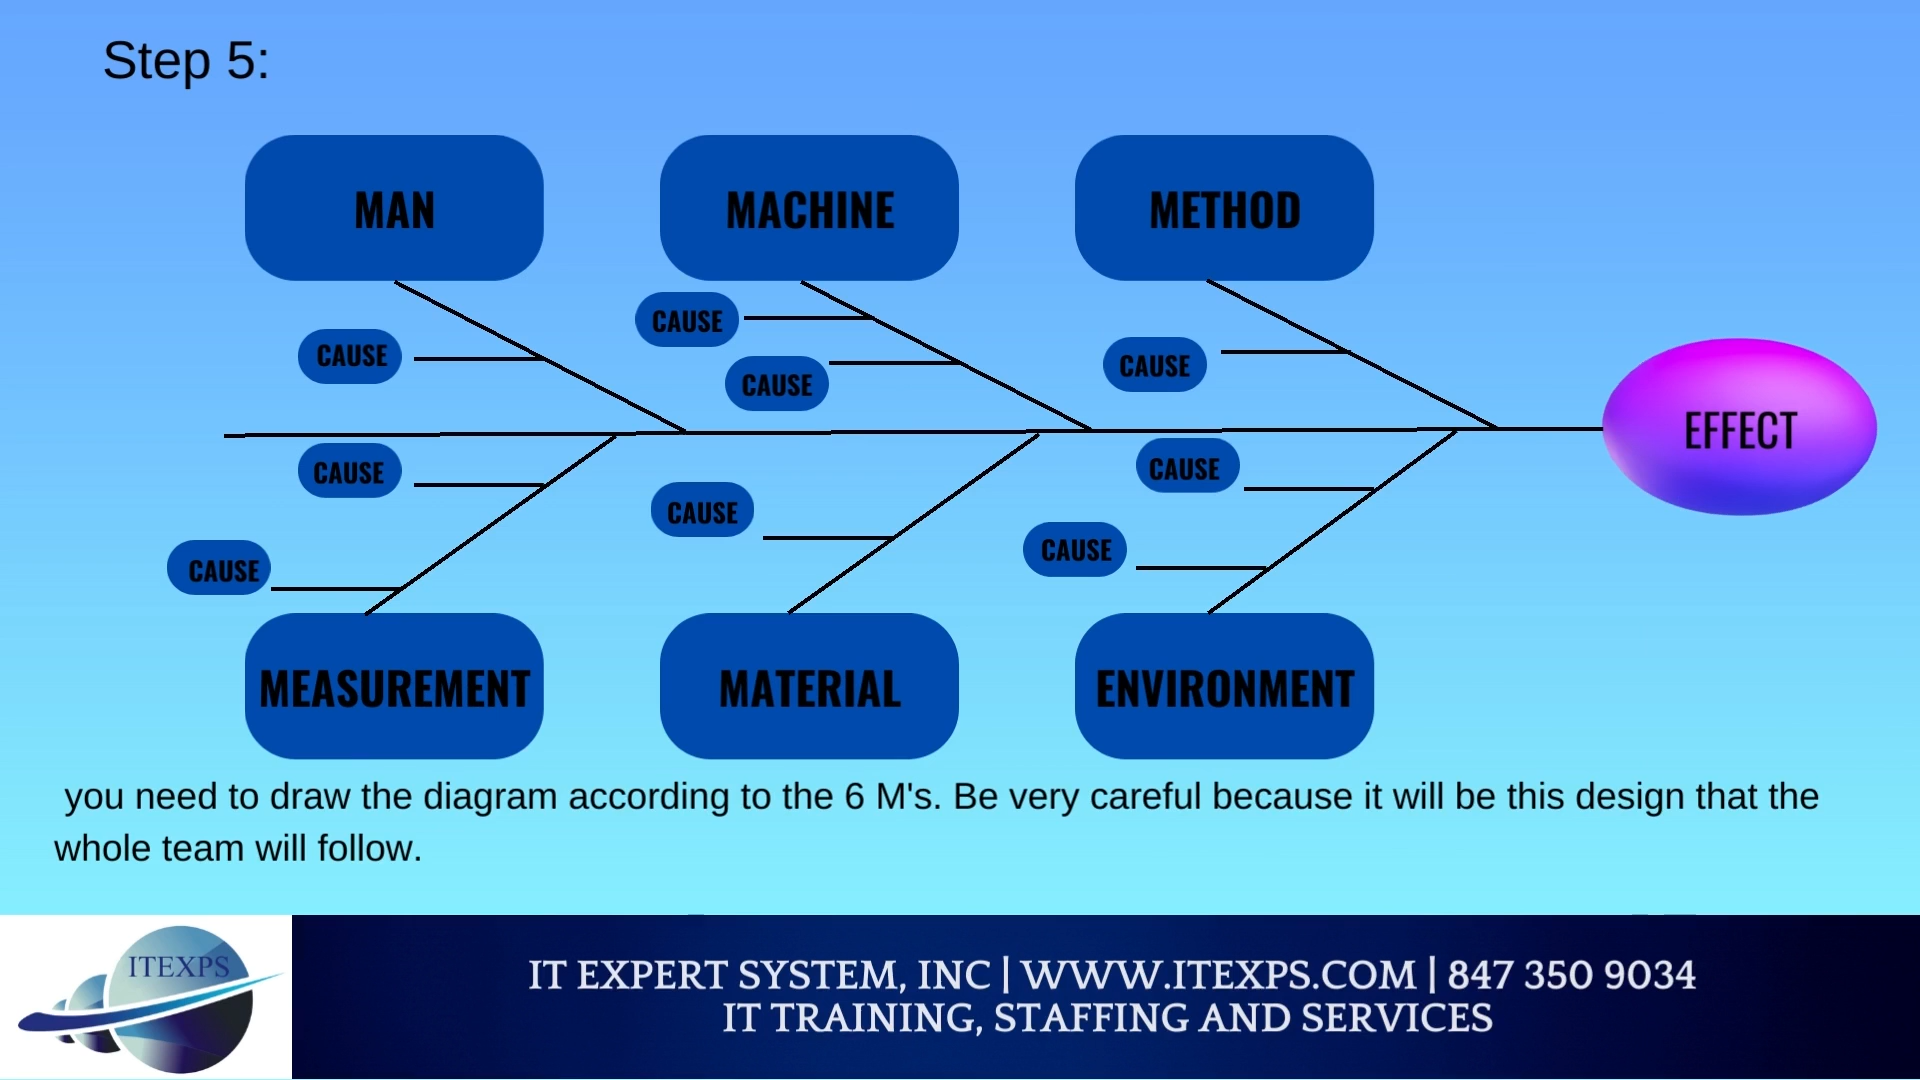 Step 5:
MAN
MACHINE
METHOD
CAUSE
CAUSE
CAUSE
CAUSE
EFFECT
CAUSE
CAUSE
CAUSE
CAUSE
CAUSE
MEASUREMENT
MATERIAL
ENVIRONMENT
you need to draw the diagram according to the 6 M's. Be very careful because it will be this design that the
whole team will follow.
ITEXPS
IT EXPERT SYSTEM, INC | WWW.ITEXPS.COM | 847 350 9034
IT TRAINING, STAFFING AND SERVICES